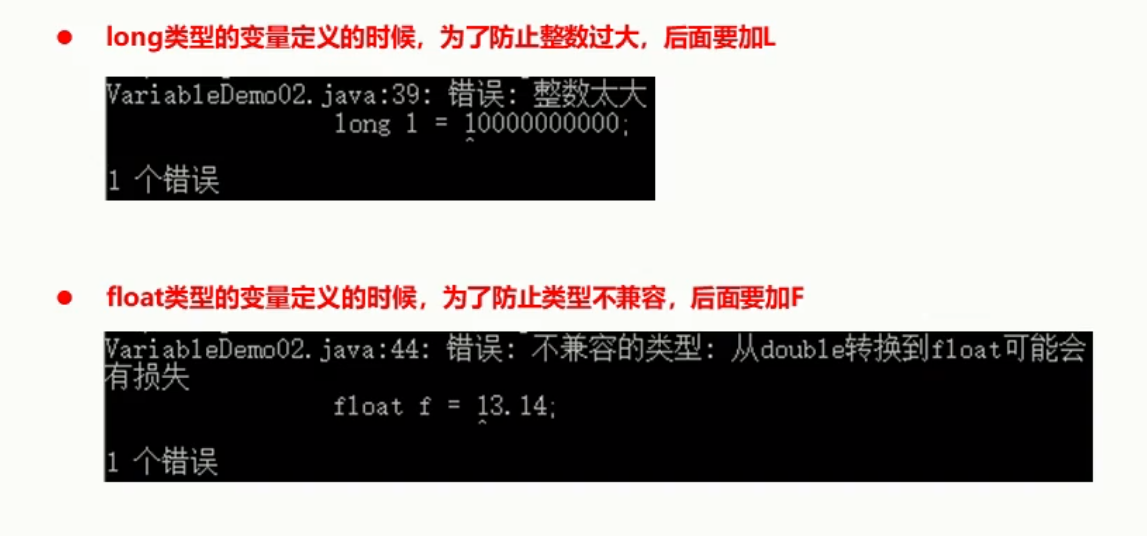 ● long类型的变量定义的时候，为了防止整数过大，后面要加L
VariableDemo02.java:39: 错误: 整数太大
long l = 10000000000;
^
1 个错误
● float类型的变量定义的时候，为了防止类型不兼容，后面要加F
VariableDemo02.java:44: 错误: 不兼容的类型: 从double转换到float可能会
有损失
float f = 13.14;
^
1 个错误